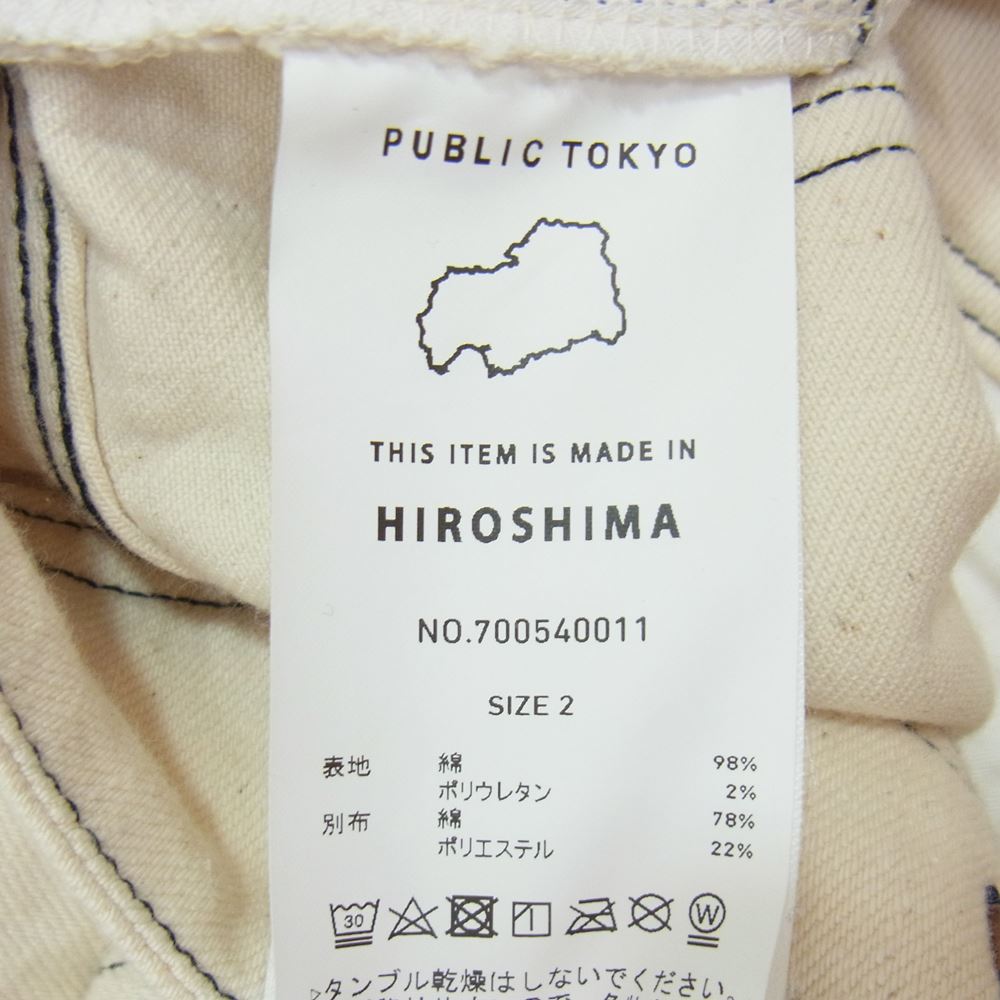 PUBLIC TOKYO
THIS ITEM IS MADE IN
HIROSHIMA
NO.700540011
SIZE 2
表地 綿 98%
ポリウレタン 2%
別布 綿 78%
ポリエステル 22%
30 W
タンブル乾燥はしないでください。